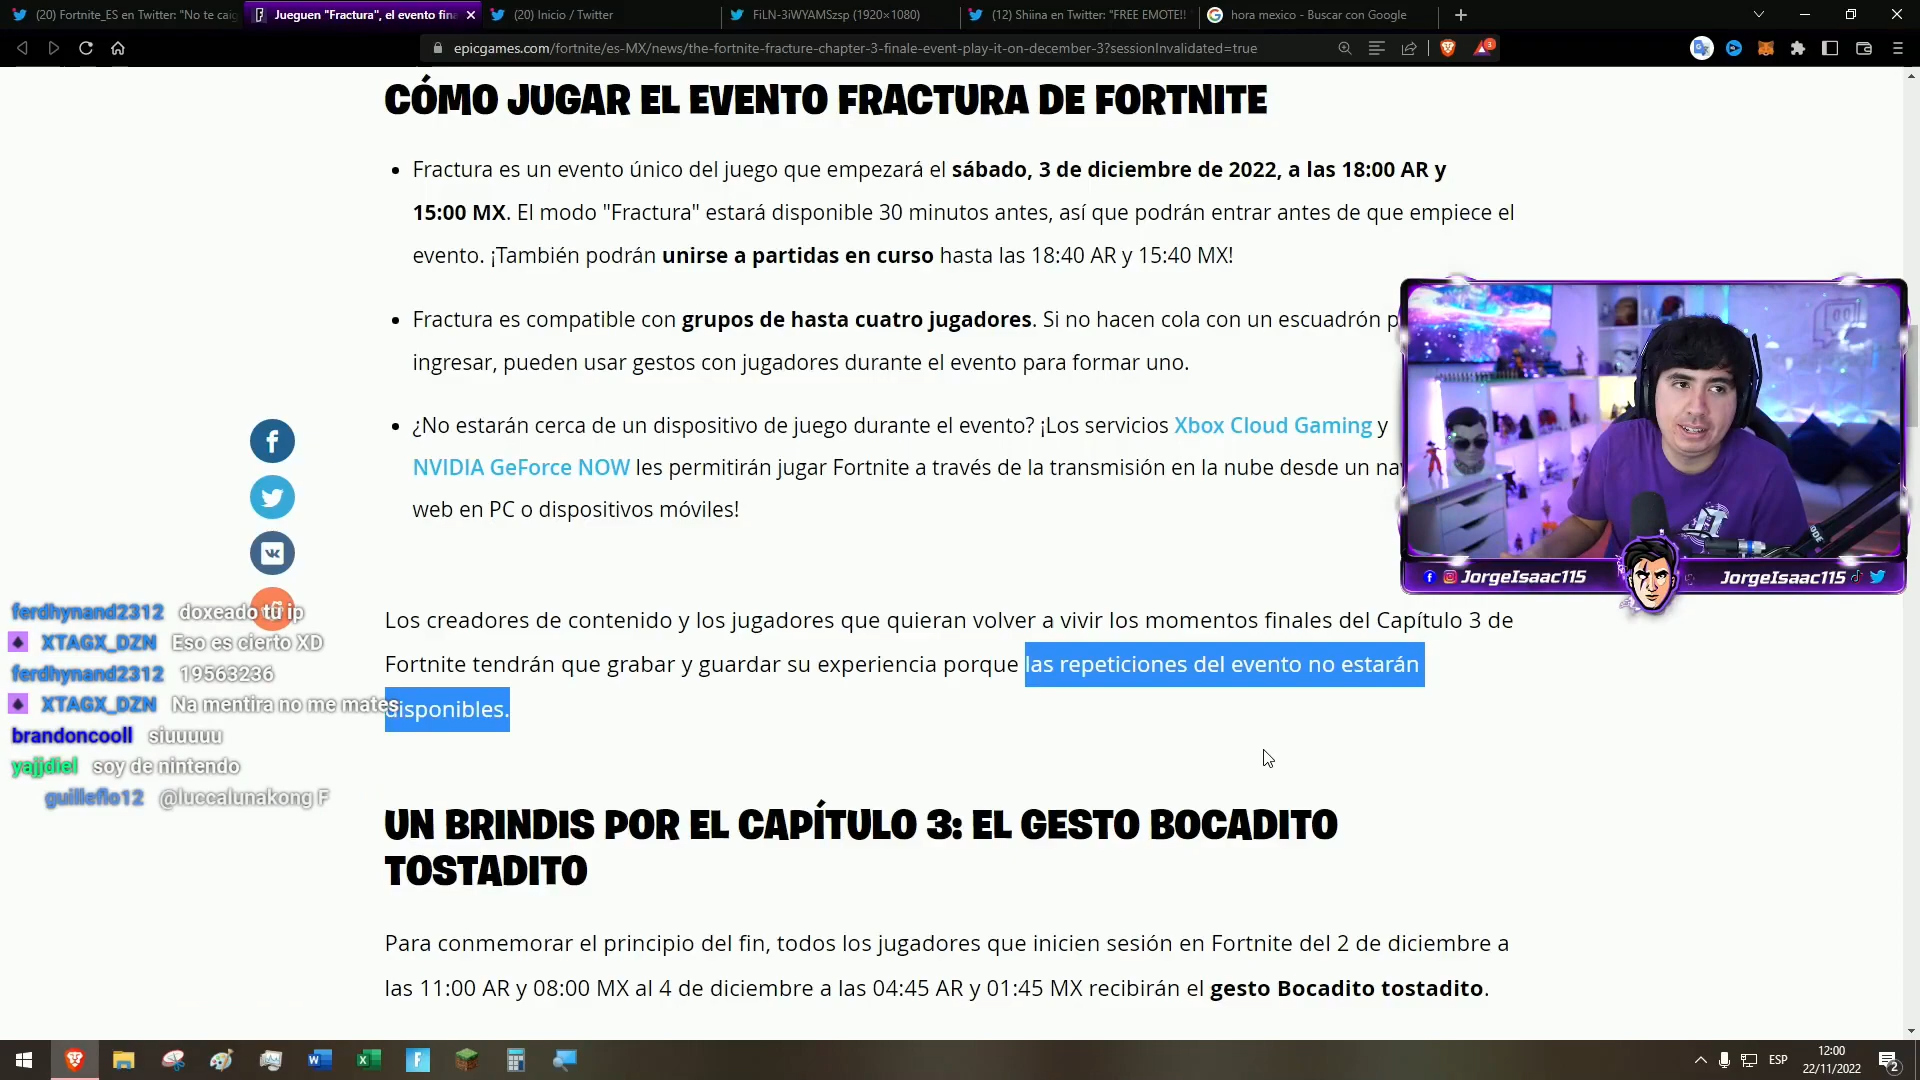 (20) Fortnite_ES en Twitter: "No te caig
Jueguen "Fractura", el evento fina
(20) Inicio / Twitter
FiLN-3iWYAMSzsp (1920×1080)
(12) Shiina en Twitter: "FREE EMOTE!!
hora mexico - Buscar con Google
epicgames.com/fortnite/es-MX/news/the-fortnite-fracture-chapter-3-finale-event-play-it-on-december-3?sessionInvalidated=true
3
CÓMO JUGAR EL EVENTO FRACTURA DE FORTNITE
Fractura es un evento único del juego que empezará el sábado, 3 de diciembre de 2022, a las 18:00 AR y
15:00 MX. El modo "Fractura" estará disponible 30 minutos antes, así que podrán entrar antes de que empiece el
evento. ¡También podrán unirse a partidas en curso hasta las 18:40 AR y 15:40 MX!
Fractura es compatible con grupos de hasta cuatro jugadores. Si no hacen cola con un escuadrón p
ingresar, pueden usar gestos con jugadores durante el evento para formar uno.
¿No estarán cerca de un dispositivo de juego durante el evento? ¡Los servicios Xbox Cloud Gaming y
NVIDIA GeForce NOW les permitirán jugar Fortnite a través de la transmisión en la nube desde un na
web en PC o dispositivos móviles!
JorgeIsaac115
JorgeIsaac115
Los creadores de contenido y los jugadores que quieran volver a vivir los momentos finales del Capítulo 3 de
Fortnite tendrán que grabar y guardar su experiencia porque las repeticiones del evento no estarán
disponibles.
ferdhynand2312 doxeado tu ip
XTAGX_DZN Eso es cierto XD
ferdhynand2312 19563236
XTAGX_DZN Na mentira no me mates
brandoncooll siuuuuu
yajjdiel soy de nintendo
guillefio12 @luccalunakong F
UN BRINDIS POR EL CAPÍTULO 3: EL GESTO BOCADITO
TOSTADITO
Para conmemorar el principio del fin, todos los jugadores que inicien sesión en Fortnite del 2 de diciembre a
las 11:00 AR y 08:00 MX al 4 de diciembre a las 04:45 AR y 01:45 MX recibirán el gesto Bocadito tostadito.
ESP
12:00
22/11/2022
2